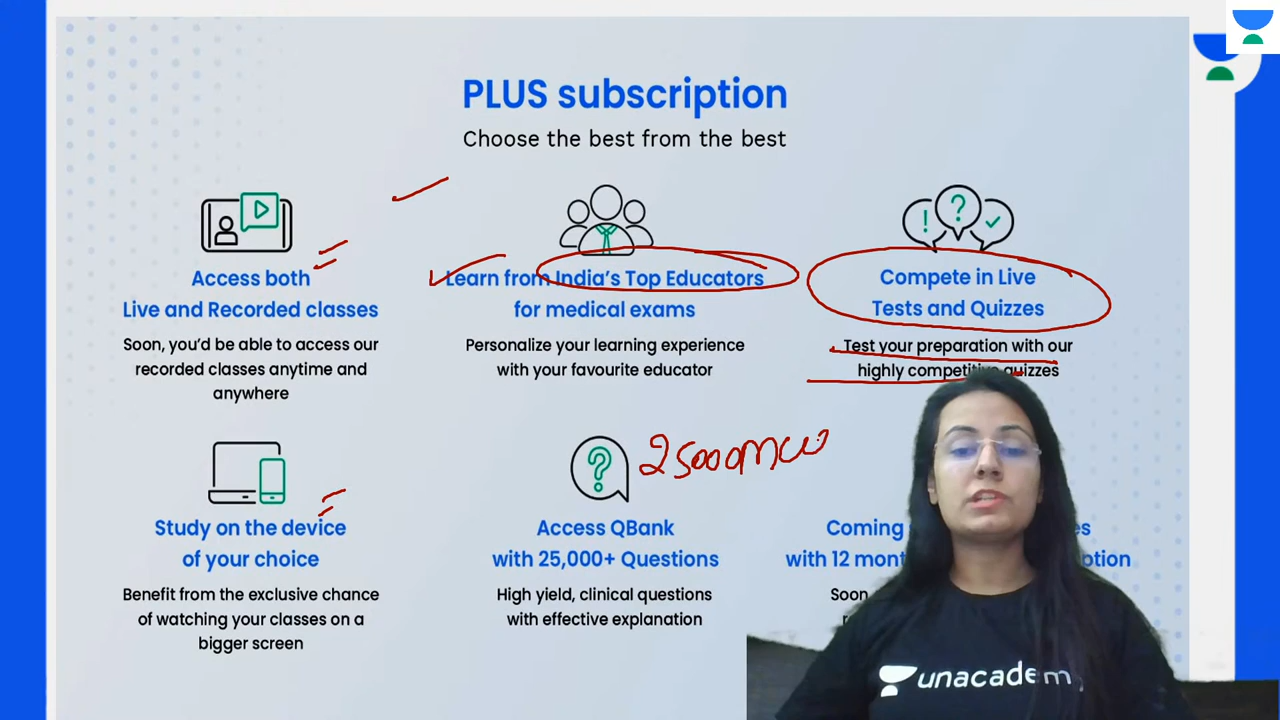 PLUS subscription
Choose the best from the best
Access both
Live and Recorded classes
Soon, you'd be able to access our
recorded classes anytime and
anywhere
Learn from India's Top Educators
for medical exams
Personalize your learning experience
with your favourite educator
Compete in Live
Tests and Quizzes
Test your preparation with our
highly competitive quizzes
Study on the device
of your choice
Benefit from the exclusive chance
of watching your classes on a
bigger screen
25000
Access QBank
with 25,000+ Questions
High yield, clinical questions
with effective explanation
Coming
with 12
Soon
unacademy